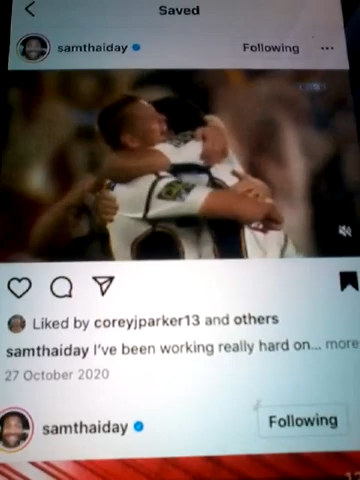 Saved
samthaiday
Following
Liked by coreyjparker13 and others
samthaiday I've been working really hard on... more
27 October 2020
samthaiday
Following